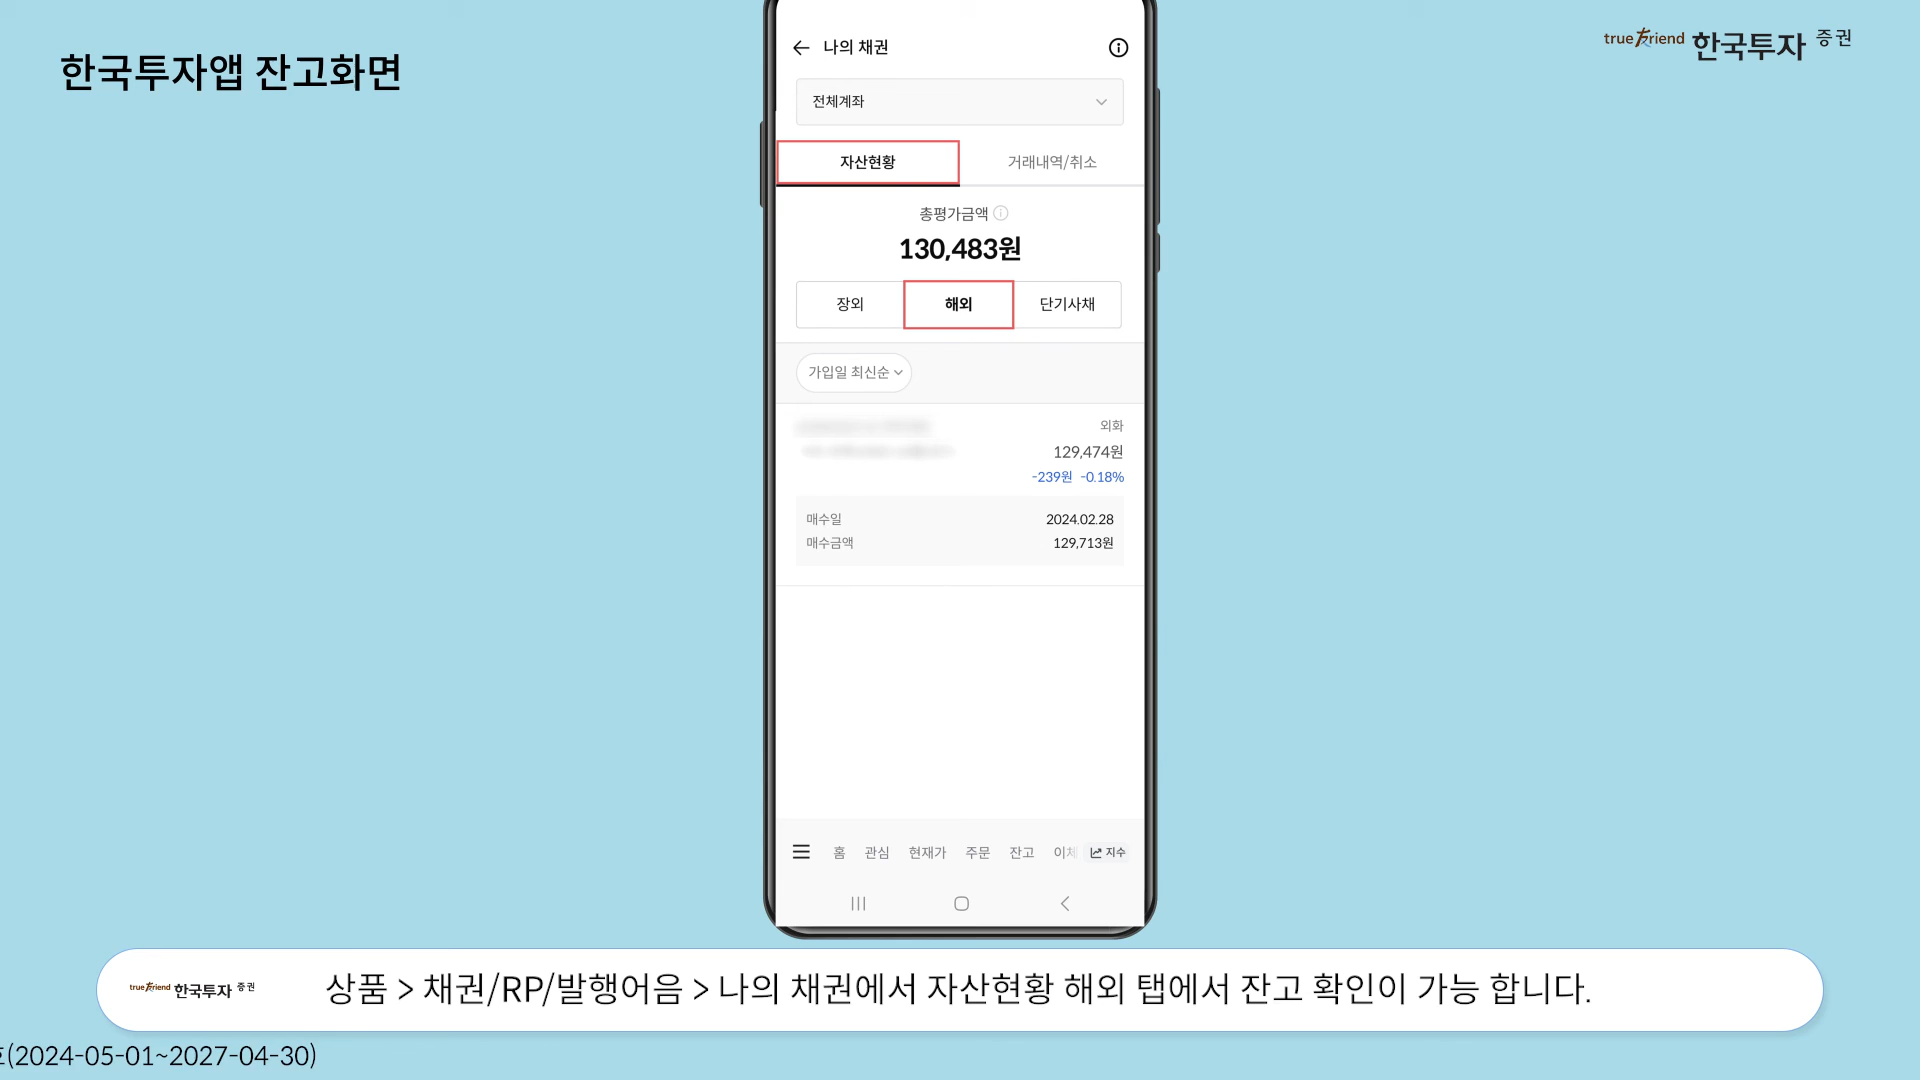 한국투자앱 잔고화면
true friend 한국투자 증권
나의 채권
전체계좌
자산현황
거래내역/취소
총평가금액
130,483원
장외
해외
단기사채
가입일 최신순
외화
129,474원
-239원 -0.18%
매수일 2024.02.28
매수금액 129,713원
홈 관심 현재가 주문 잔고 지수
true friend 한국투자 증권
상품 > 채권/RP/발행어음 > 나의 채권에서 자산현황 해외 탭에서 잔고 확인이 가능 합니다.
(2024-05-01~2027-04-30)